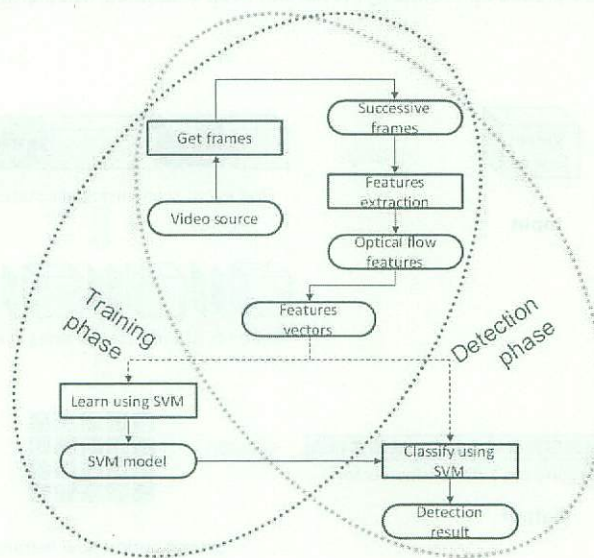 Successive
frames
Get frames
Features
extraction
Video source
Optical flow
features
Features
vectors
Training
phase
Detection
phase
Learn using SVM
SVM model
Classify using
SVM
Detection
result